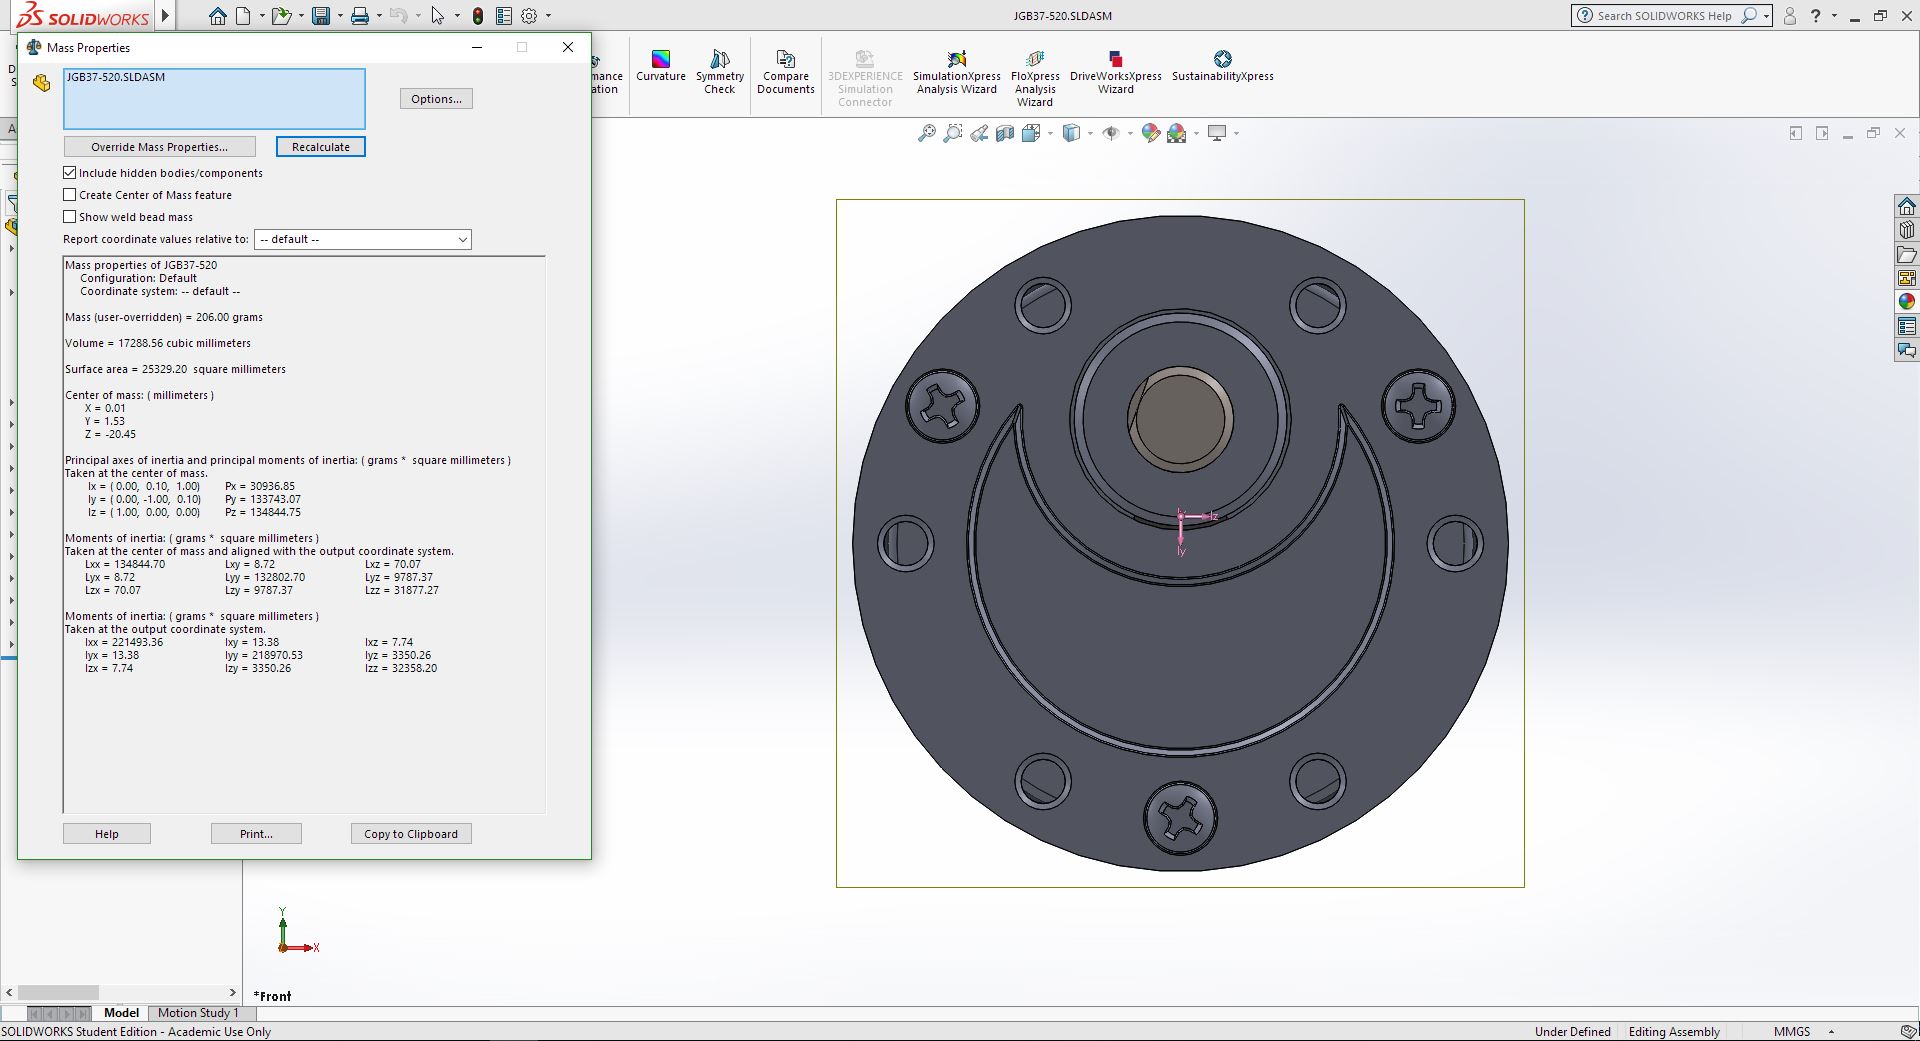 SOLIDWORKS
JGB37-520.SLDASM
Search SOLIDWORKS Help
Mass Properties
JGB37-520.SLDASM
Options...
Override Mass Properties...
Recalculate
Include hidden bodies/components
Create Center of Mass feature
Show weld bead mass
Report coordinate values relative to:
-- default --
Mass properties of JGB37-520
Configuration: Default
Coordinate system: -- default --
Mass (user-overridden) = 206.00 grams
Volume = 17288.56 cubic millimeters
Surface area = 25329.20 square millimeters
Center of mass: ( millimeters )
X = 0.01
Y = 1.53
Z = -20.45
Principal axes of inertia and principal moments of inertia: ( grams * square millimeters )
Taken at the center of mass.
Ix = ( 0.00, 0.10, 1.00) Px = 30936.85
Iy = ( 0.00, -1.00, 0.10) Py = 133743.07
Iz = ( 1.00, 0.00, 0.00) Pz = 134844.75
Moments of inertia: ( grams * square millimeters )
Taken at the center of mass and aligned with the output coordinate system.
Lxx = 134844.70 Lxy = 8.72 Lxz = 70.07
Lyx = 8.72 Lyy = 132802.70 Lyz = 9787.37
Lzx = 70.07 Lzy = 9787.37 Lzz = 31877.27
Moments of inertia: ( grams * square millimeters )
Taken at the output coordinate system.
Ixx = 221493.36 Ixy = 13.38 Ixz = 7.74
Iyx = 13.38 Iyy = 218970.53 Iyz = 3350.26
Izx = 7.74 Izy = 3350.26 Izz = 32358.20
Help
Print...
Copy to Clipboard
Curvature
Symmetry
Check
Compare
Documents
3DEXPERIENCE
Simulation
Connector
SimulationXpress
Analysis Wizard
FloXpress
Analysis
Wizard
DriveWorksXpress
Wizard
SustainabilityXpress
Iz
Iy
Y
X
*Front
Model
Motion Study 1
SOLIDWORKS Student Edition - Academic Use Only
Under Defined
Editing Assembly
MMGS